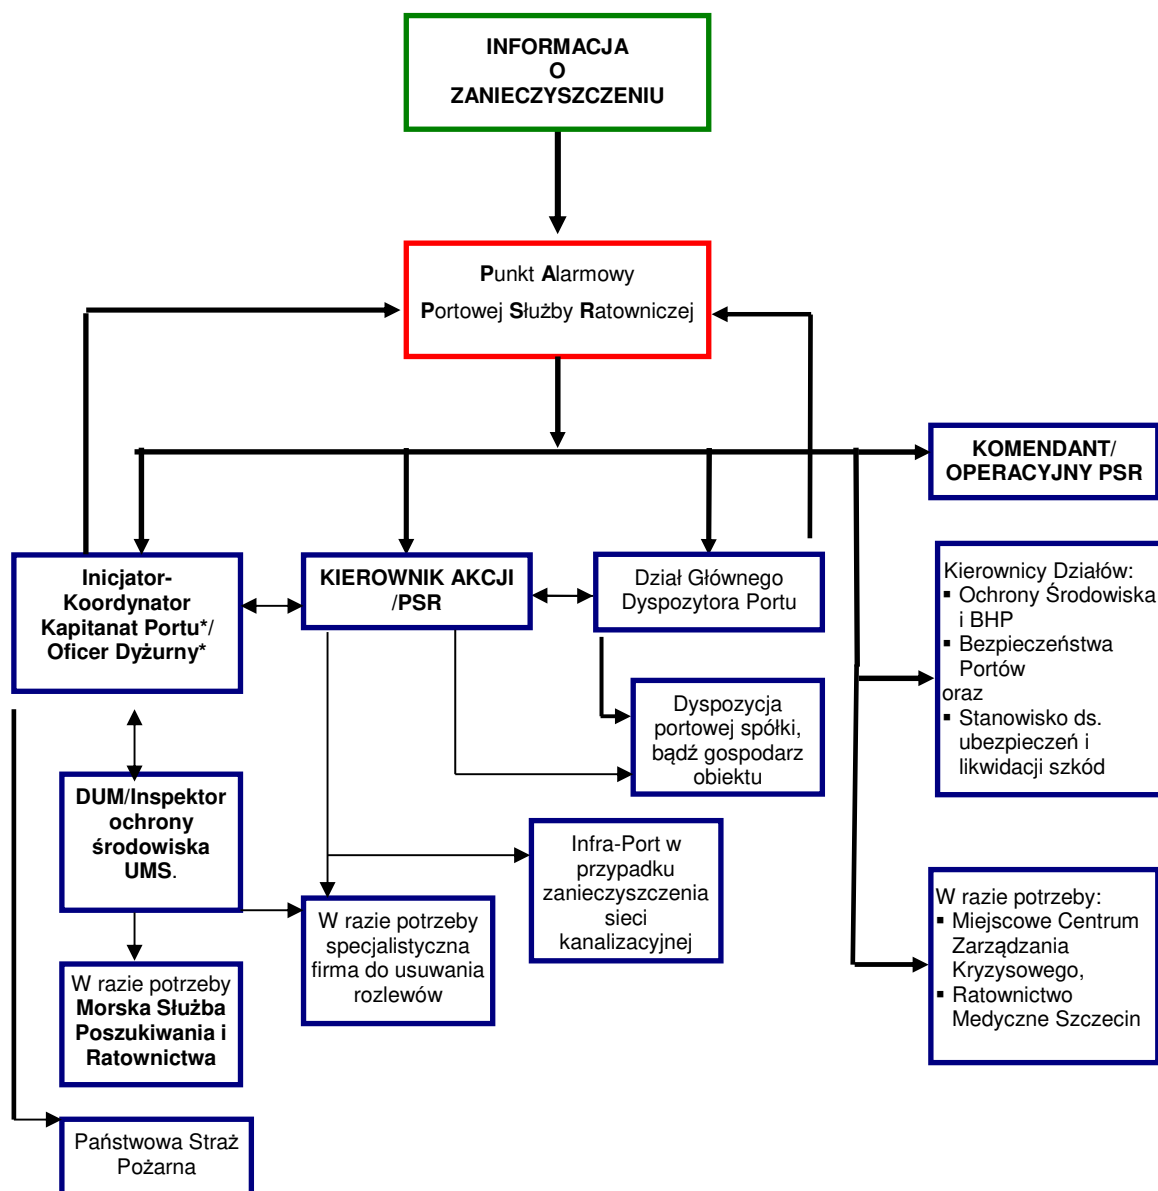 INFORMACJA
O
ZANIECZYSZCZENIU
Punkt Alarmowy
Portowej Służby Ratowniczej
KOMENDANT/
OPERACYJNY PSR
Inicjator-
Koordynator
Kapitanat Portu*/
Oficer Dyżurny*
KIEROWNIK AKCJI
/PSR
Dział Głównego
Dyspozytora Portu
Kierownicy Działów:
▪ Ochrony Środowiska
i BHP
▪ Bezpieczeństwa
Portów
oraz
▪ Stanowisko ds.
ubezpieczeń i
likwidacji szkód
Dyspozycja
portowej spółki,
bądź gospodarz
obiektu
DUM/Inspektor
ochrony
środowiska
UMS.
Infra-Port w
przypadku
zanieczyszczenia
sieci
kanalizacyjnej
W razie potrzeby
specjalistyczna
firma do usuwania
rozlewów
W razie potrzeby:
▪ Miejscowe Centrum
Zarządzania
Kryzysowego,
▪ Ratownictwo
Medyczne Szczecin
W razie potrzeby
Morska Służba
Poszukiwania i
Ratownictwa
Państwowa Straż
Pożarna